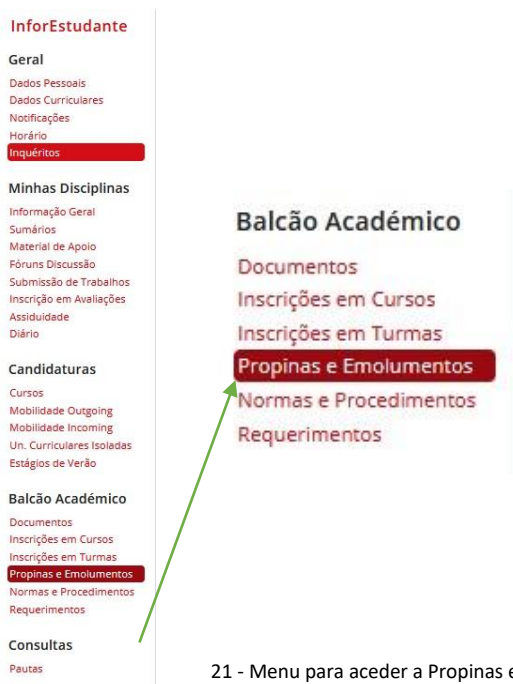 InforEstudante
Geral
Dados Pessoais
Dados Curriculares
Notificações
Horário
Inquéritos
Minhas Disciplinas
Informação Geral
Sumários
Material de Apoio
Fóruns Discussão
Submissão de Trabalhos
Inscrição em Avaliações
Assiduidade
Diário
Candidaturas
Cursos
Mobilidade Outgoing
Mobilidade Incoming
Un. Curriculares Isoladas
Estágios de Verão
Balcão Académico
Documentos
Inscrições em Cursos
Inscrições em Turmas
Propinas e Emolumentos
Normas e Procedimentos
Requerimentos
Consultas
Pautas
Balcão Académico
Documentos
Inscrições em Cursos
Inscrições em Turmas
Propinas e Emolumentos
Normas e Procedimentos
Requerimentos
21 - Menu para aceder a Propinas e